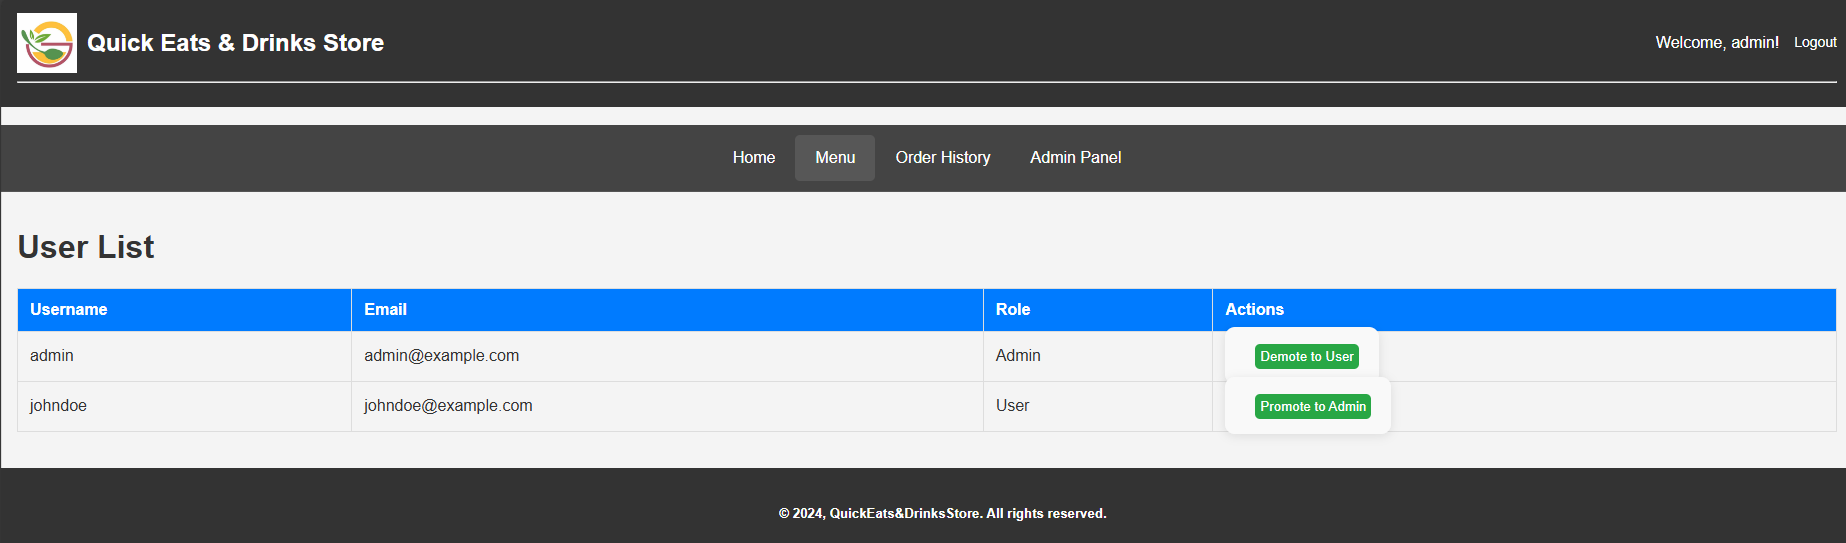 Quick Eats & Drinks Store
Welcome, admin! Logout
Home Menu Order History Admin Panel
User List
Username Email Role Actions
admin admin@example.com Admin Demote to User
johndoe johndoe@example.com User Promote to Admin
© 2024, QuickEats&DrinksStore. All rights reserved.